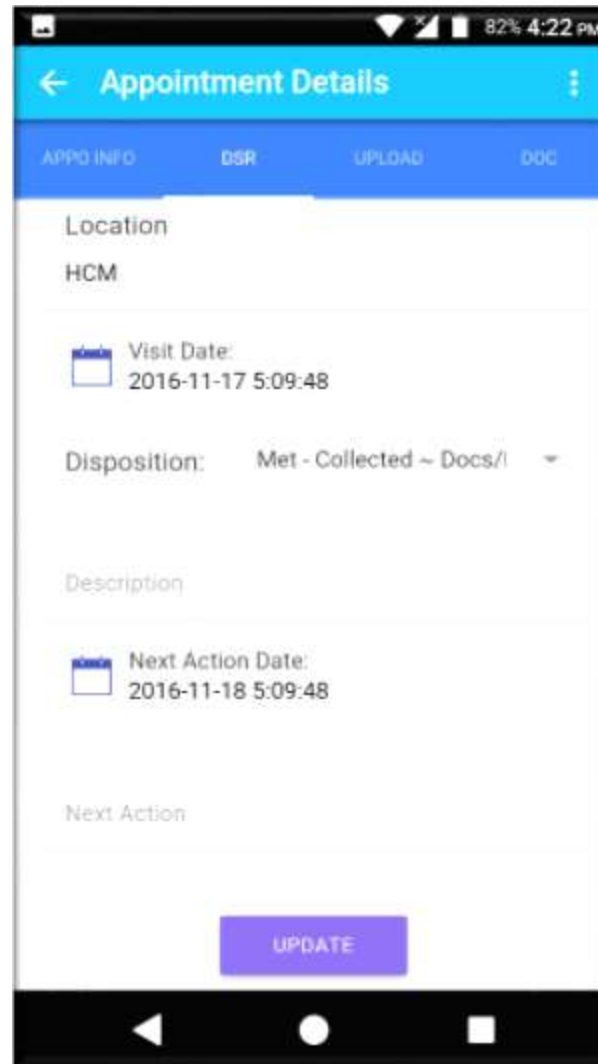 82% 4:22 PM
Appointment Details
APPO INFO DSR UPLOAD DOC
Location
HCM
Visit Date:
2016-11-17 5:09:48
Disposition: Met - Collected ~ Docs/
Description
Next Action Date:
2016-11-18 5:09:48
Next Action
UPDATE